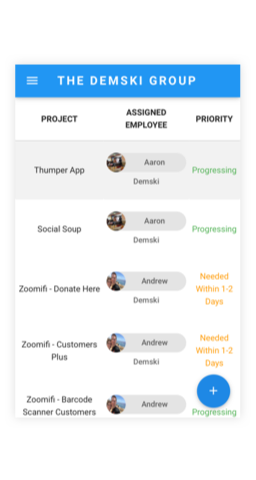 THE DEMSKI GROUP
PROJECT
ASSIGNED
EMPLOYEE
PRIORITY
Thumper App
Aaron
Demski
Progressing
Social Soup
Aaron
Demski
Progressing
Zoomifi - Donate Here
Andrew
Demski
Needed
Within 1-2
Days
Zoomifi - Customers
Plus
Andrew
Demski
Needed
Within 1-2
Days
Zoomifi - Barcode
Scanner Customers
Andrew
Progressing
+